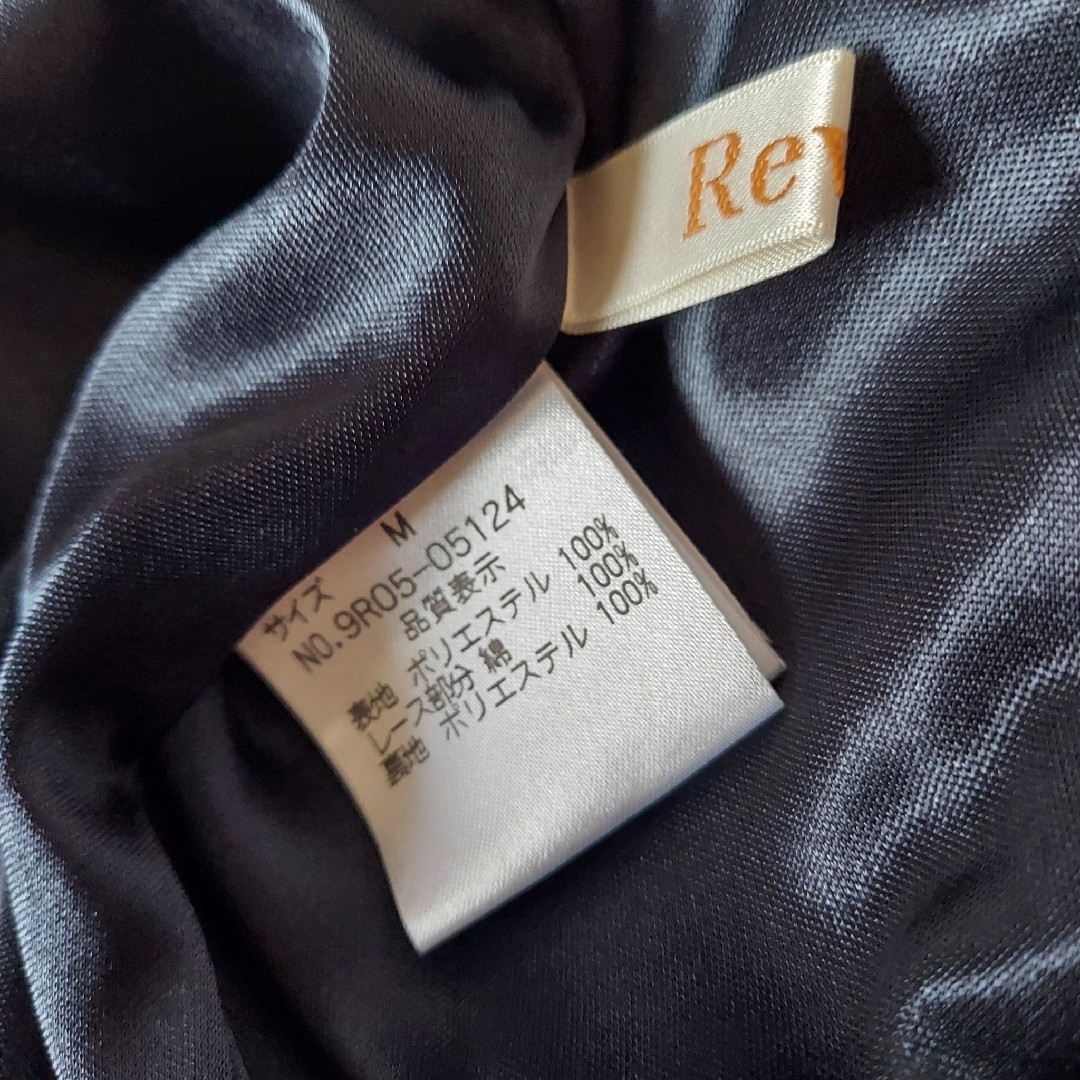 Rev
サイズ M
NO.9R05-05124
品質表示
表地 ポリエステル 100%
レース部分 綿 100%
裏地 ポリエステル 100%